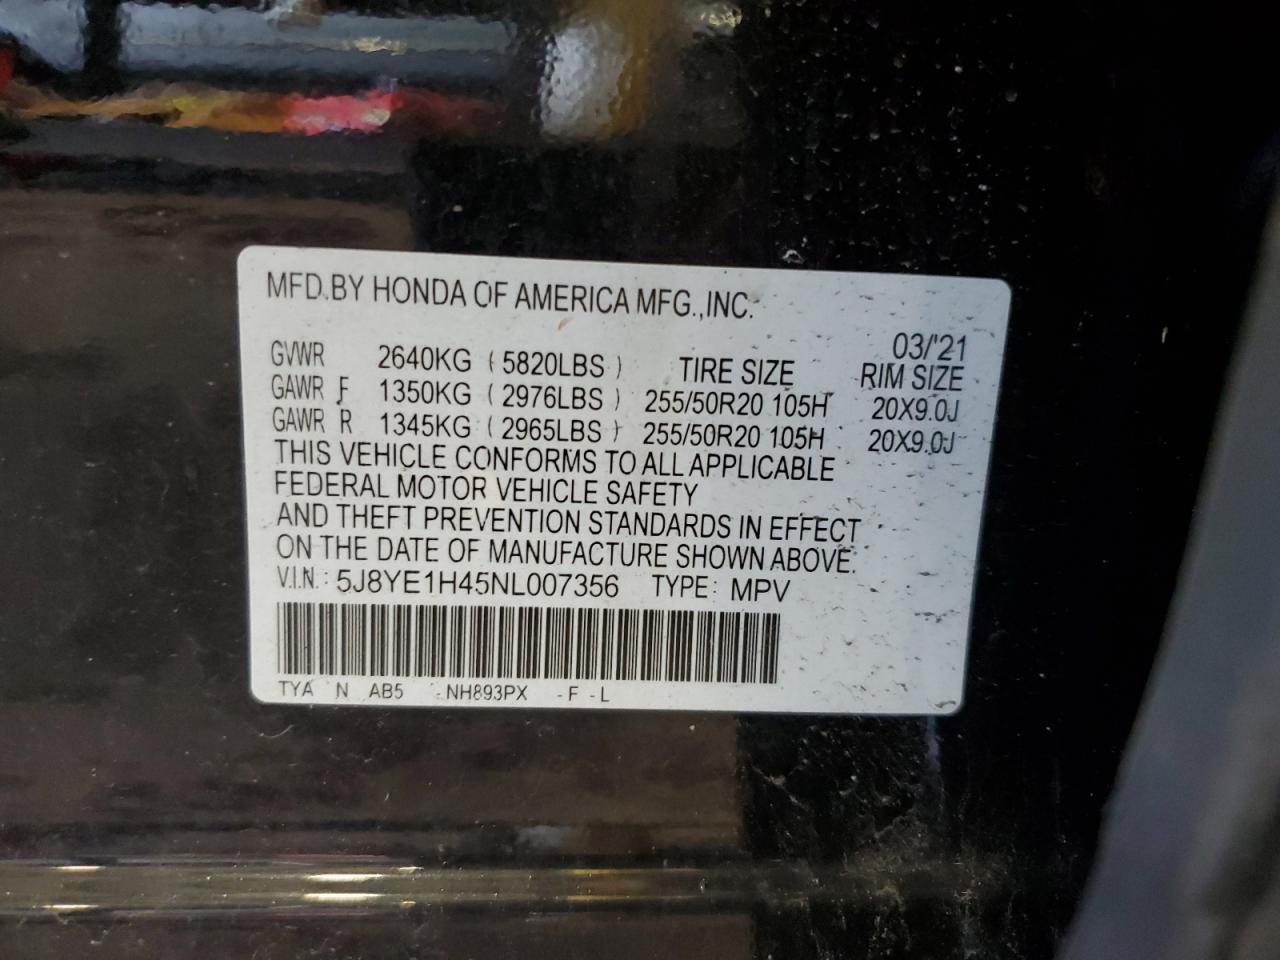 MFD.BY HONDA OF AMERICA MFG.,INC.
03/'21
GVWR 2640KG ( 5820LBS ) TIRE SIZE RIM SIZE
GAWR F 1350KG ( 2976LBS ) 255/50R20 105H 20X9.0J
GAWR R 1345KG ( 2965LBS ) 255/50R20 105H 20X9.0J
THIS VEHICLE CONFORMS TO ALL APPLICABLE
FEDERAL MOTOR VEHICLE SAFETY
AND THEFT PREVENTION STANDARDS IN EFFECT
ON THE DATE OF MANUFACTURE SHOWN ABOVE.
V.I.N.: 5J8YE1H45NL007356 TYPE: MPV
TYA N AB5 -NH893PX -F -L